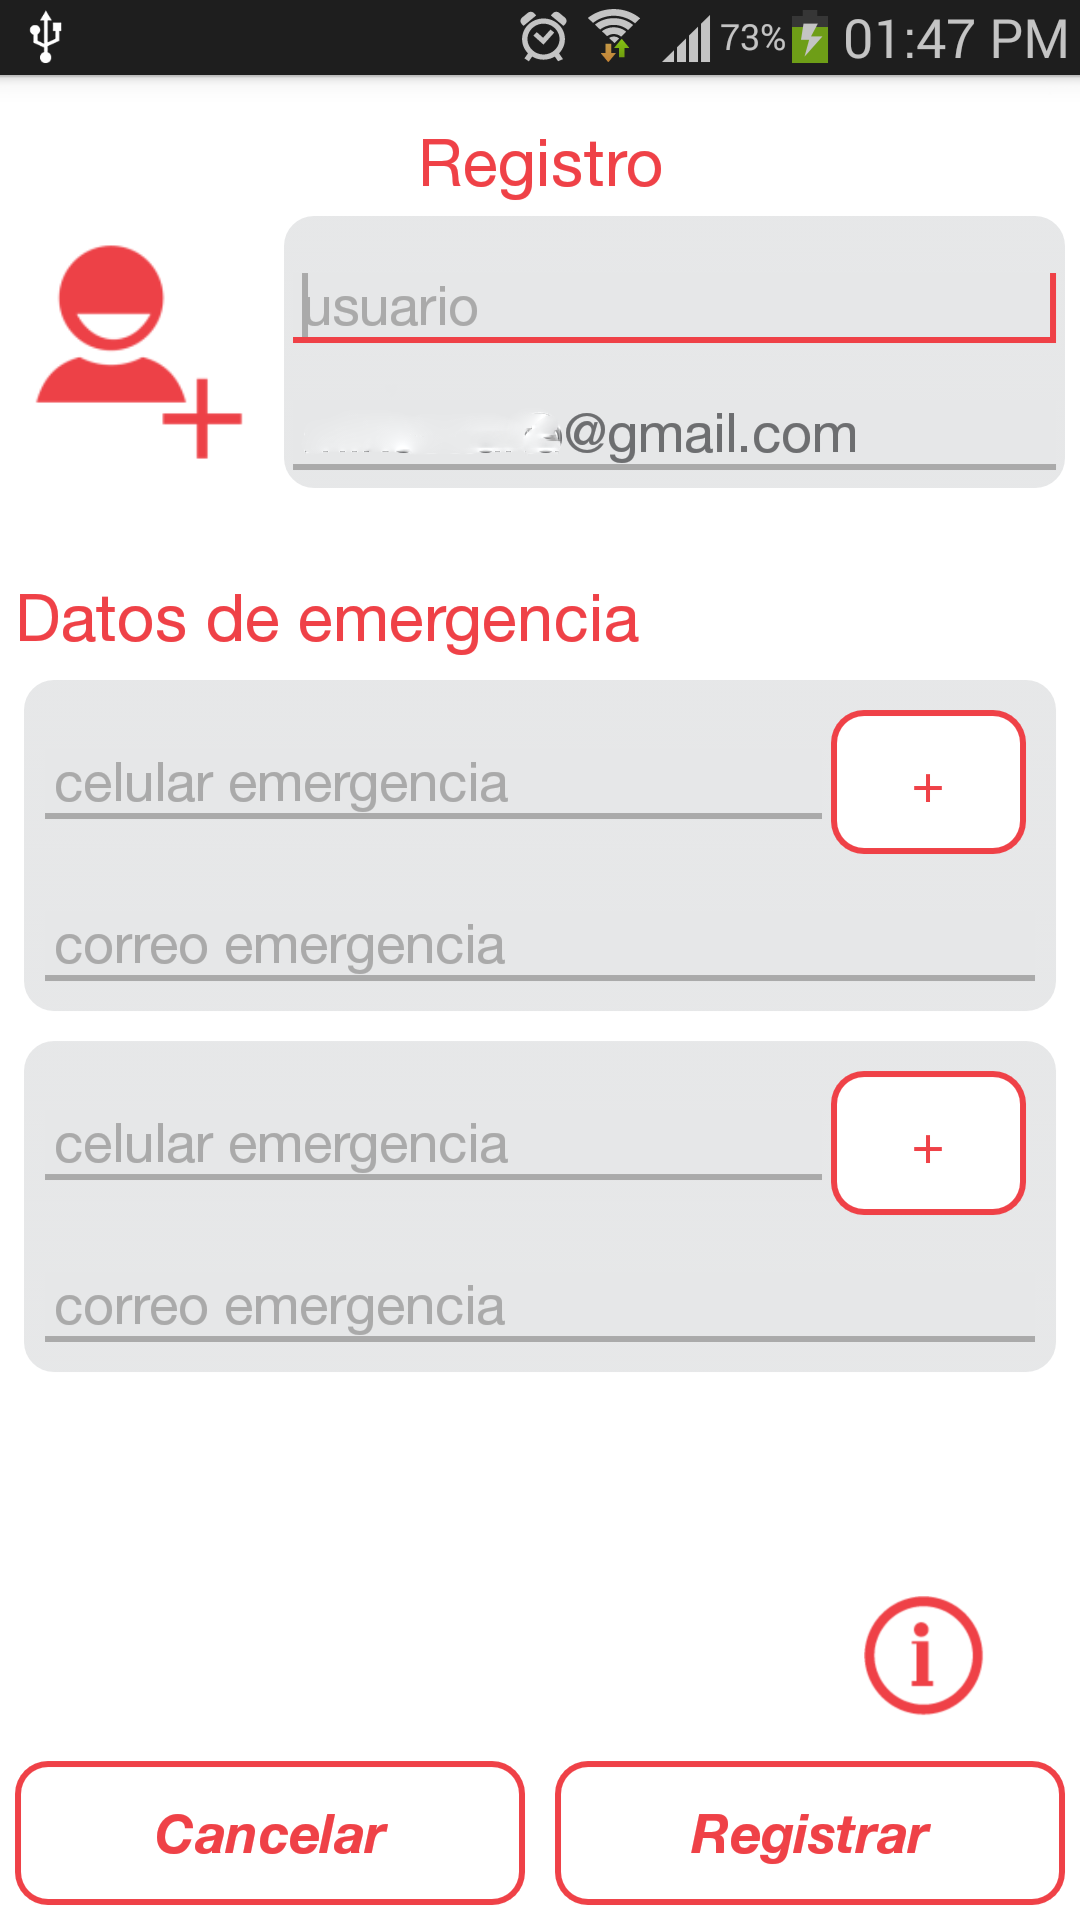 73% 01:47 PM
Registro
usuario
@gmail.com
Datos de emergencia
celular emergencia +
correo emergencia
celular emergencia +
correo emergencia
i
Cancelar Registrar